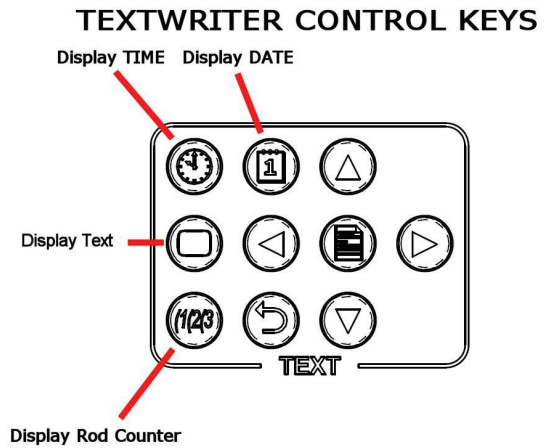 TEXTWRITER CONTROL KEYS
Display TIME Display DATE
1
Display Text
(1(2(3
TEXT
Display Rod Counter